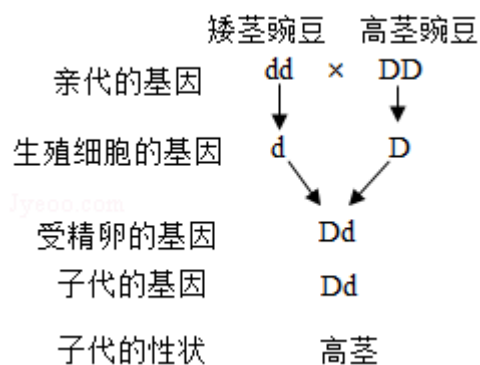 矮茎豌豆 高茎豌豆
亲代的基因 dd × DD
生殖细胞的基因 d D
Jyeoo.com
受精卵的基因 Dd
子代的基因 Dd
子代的性状 高茎